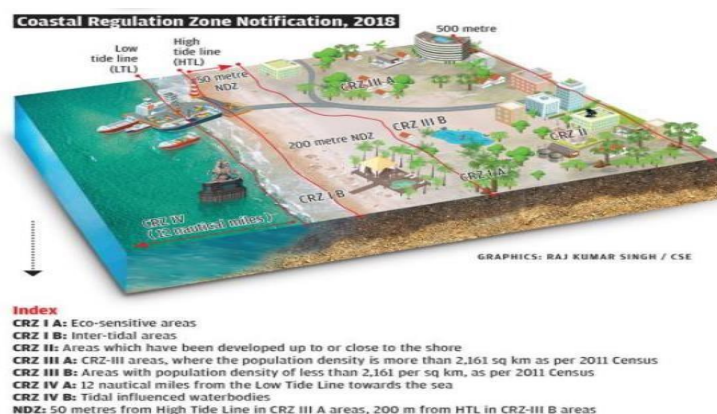 Coastal Regulation Zone Notification, 2018
Low
tide line
(LTL)
High
tide line
(HTL)
500 metre
50 metre
NDZ
CRZ III A
200 metre NDZ
CRZ III B
CRZ II
CRZ I B
CRZ I A
CRZ IV
(12 nautical miles)
GRAPHICS: RAJ KUMAR SINGH / CSE
Index
CRZ I A: Eco-sensitive areas
CRZ I B: Inter-tidal areas
CRZ II: Areas which have been developed up to or close to the shore
CRZ III A: CRZ-III areas, where the population density is more than 2,161 sq km as per 2011 Census
CRZ III B: Areas with population density of less than 2,161 per sq km, as per 2011 Census
CRZ IV A: 12 nautical miles from the Low Tide Line towards the sea
CRZ IV B: Tidal influenced waterbodies
NDZ: 50 metres from High Tide Line in CRZ III A areas, 200 m from HTL in CRZ-III B areas